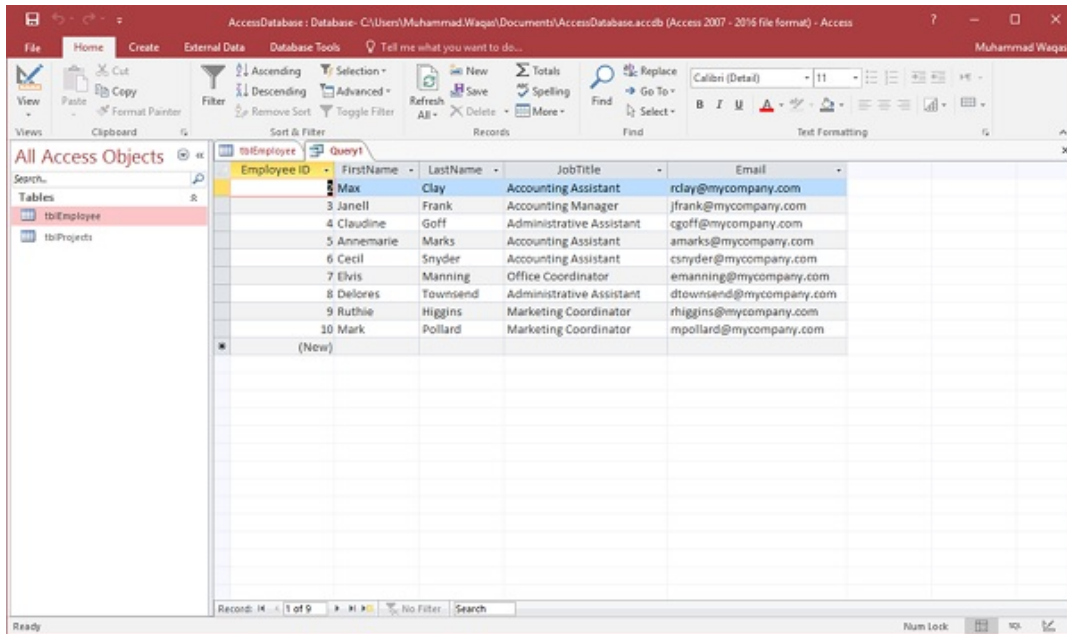 AccessDatabase : Database- C:\Users\Muhammad.Waqas\Documents\AccessDatabase.accdb (Access 2007 - 2016 file format) - Access
File Home Create External Data Database Tools Tell me what you want to do... Muhammad Waqas
Cut
Copy
Format Painter
View
Paste
Filter
Ascending
Descending
Remove Sort
Selection
Advanced
Toggle Filter
Refresh All
New
Save
Delete
Totals
Spelling
More
Find
Replace
Go To
Select
Calibri (Detail) 11
B I U A
Views Clipboard Sort & Filter Records Find Text Formatting
All Access Objects
Search..
Tables
tblEmployee
tblProjects
tblEmployee Query1
Employee ID FirstName LastName JobTitle Email
2 Max Clay Accounting Assistant rclay@mycompany.com
3 Janell Frank Accounting Manager jfrank@mycompany.com
4 Claudine Goff Administrative Assistant cgoff@mycompany.com
5 Annemarie Marks Accounting Assistant amarks@mycompany.com
6 Cecil Snyder Accounting Assistant csnyder@mycompany.com
7 Elvis Manning Office Coordinator emanning@mycompany.com
8 Delores Townsend Administrative Assistant dtownsend@mycompany.com
9 Ruthie Higgins Marketing Coordinator rhiggins@mycompany.com
10 Mark Pollard Marketing Coordinator mpollard@mycompany.com
(New)
Record: 1 of 9 No Filter Search
Ready Num Lock SQL